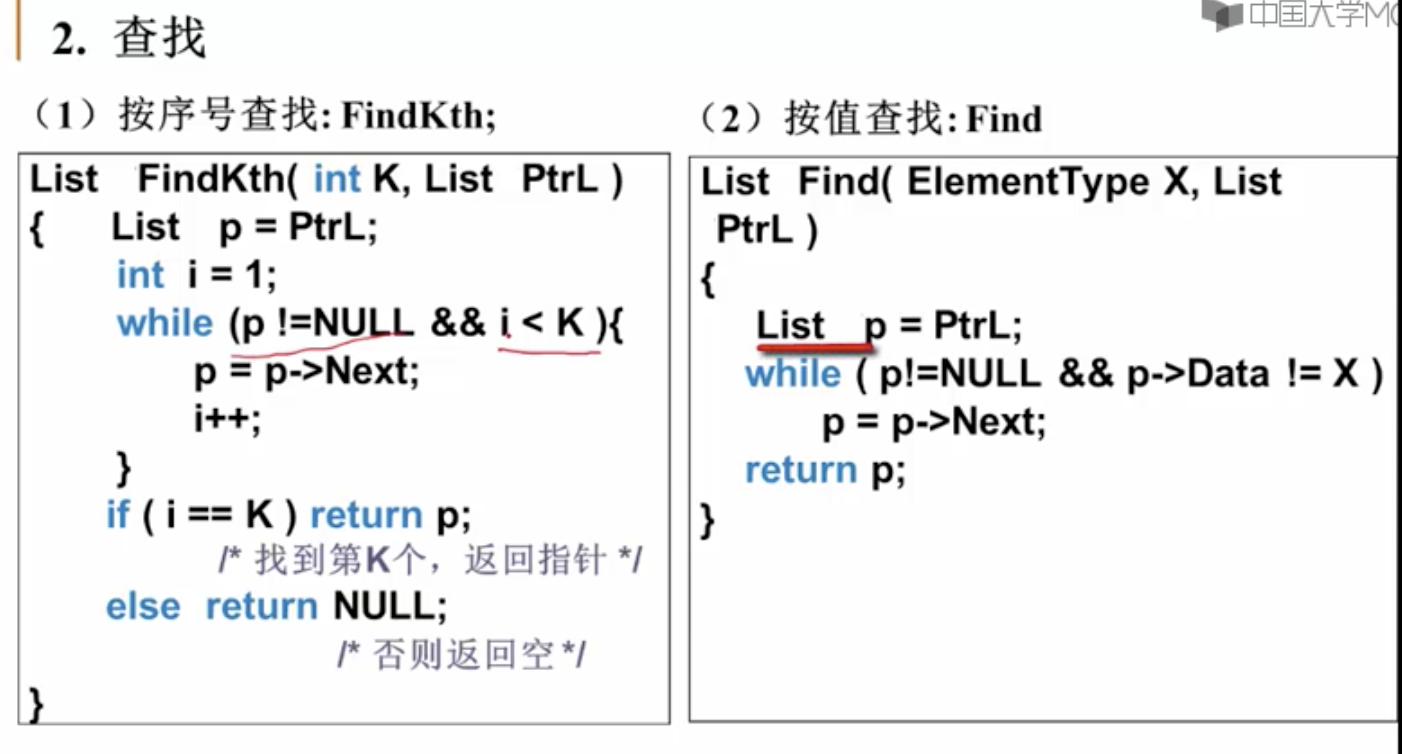 中国大学MO
2. 查找
（1）按序号查找: FindKth;
List FindKth( int K, List PtrL )
{ List p = PtrL;
int i = 1;
while (p !=NULL && i < K ){
p = p->Next;
i++;
}
if ( i == K ) return p;
/* 找到第K个，返回指针 */
else return NULL;
/* 否则返回空 */
}
（2）按值查找: Find
List Find( ElementType X, List
PtrL )
{
List p = PtrL;
while ( p!=NULL && p->Data != X )
p = p->Next;
return p;
}